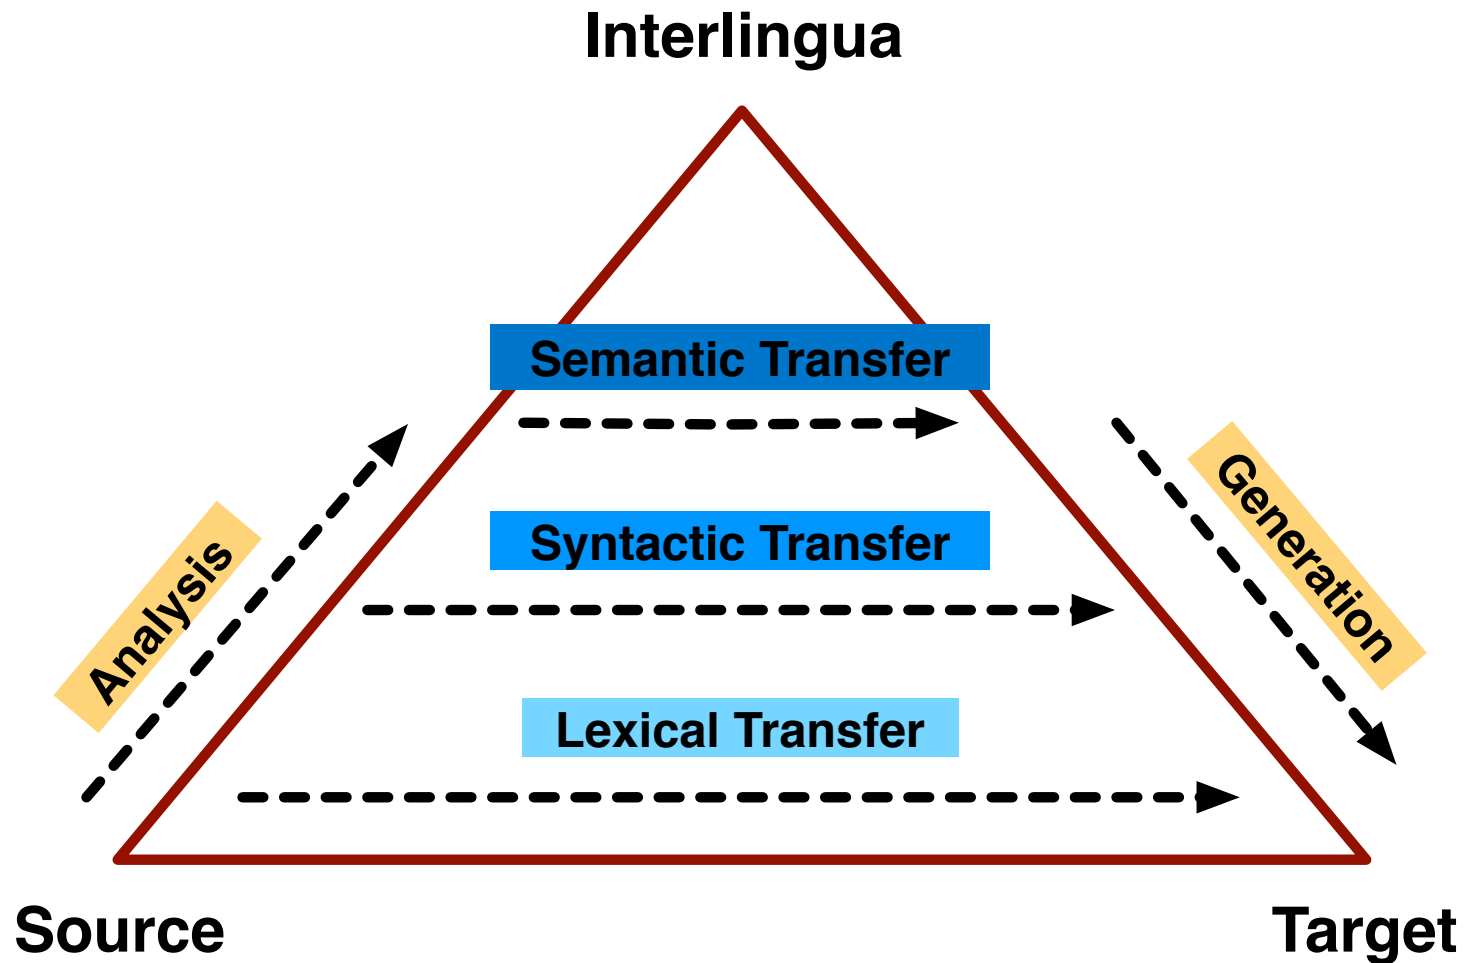 Interlingua
Semantic Transfer
Syntactic Transfer
Lexical Transfer
Analysis
Generation
Source
Target